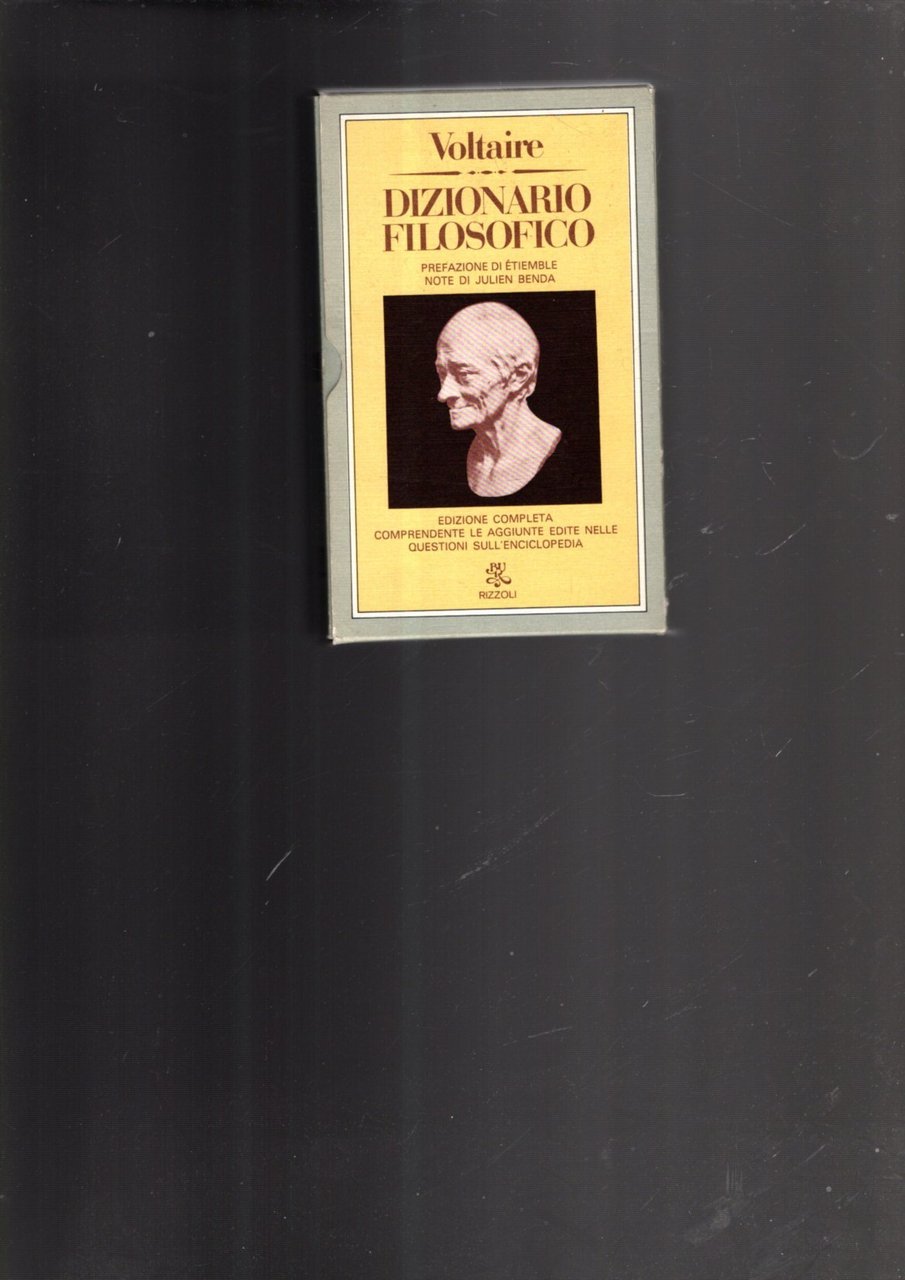 Voltaire
DIZIONARIO
FILOSOFICO
PREFAZIONE DI ÉTIEMBLE
NOTE DI JULIEN BENDA
EDIZIONE COMPLETA
COMPRENDENTE LE AGGIUNTE EDITE NELLE
QUESTIONI SULL'ENCICLOPEDIA
BUR
RIZZOLI